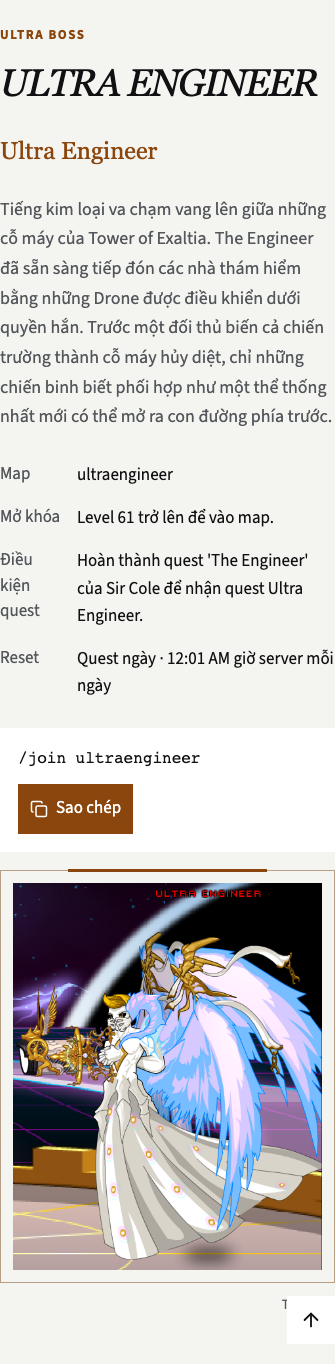 ULTRA BOSS
ULTRA ENGINEER
Ultra Engineer
Tiếng kim loại va chạm vang lên giữa những
cỗ máy của Tower of Exaltia. The Engineer
đã sẵn sàng tiếp đón các nhà thám hiểm
bằng những Drone được điều khiển dưới
quyền hắn. Trước một đối thủ biến cả chiến
trường thành cỗ máy hủy diệt, chỉ những
chiến binh biết phối hợp như một thể thống
nhất mới có thể mở ra con đường phía trước.
Map
ultraengineer
Mở khóa
Level 61 trở lên để vào map.
Điều
kiện
quest
Hoàn thành quest 'The Engineer'
của Sir Cole để nhận quest Ultra
Engineer.
Reset
Quest ngày · 12:01 AM giờ server mỗi
ngày
/join ultraengineer
Sao chép
ULTRA ENGINEER